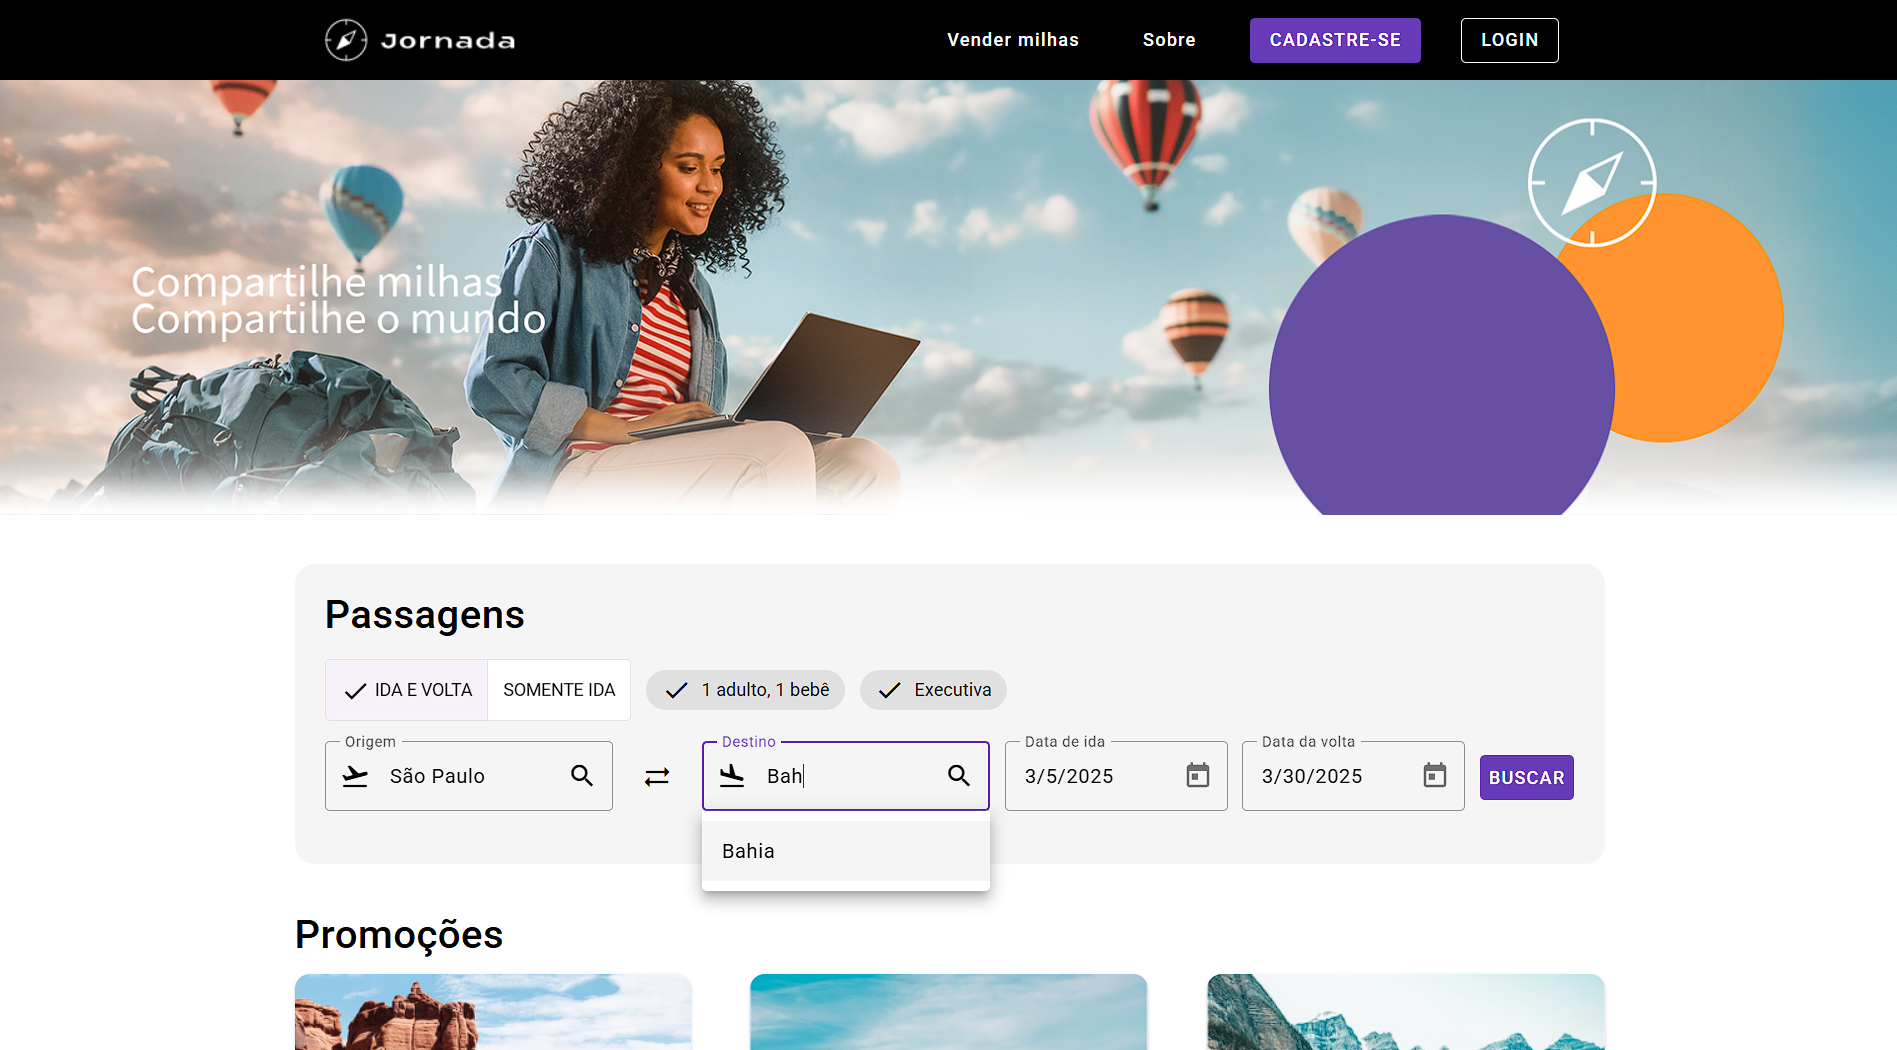 Jornada
Vender milhas
Sobre
CADASTRE-SE
LOGIN
Compartilhe milhas
Compartilhe o mundo
Passagens
IDA E VOLTA
SOMENTE IDA
1 adulto, 1 bebê
Executiva
Origem
São Paulo
Destino
Bah
Data de ida
3/5/2025
Data da volta
3/30/2025
BUSCAR
Bahia
Promoções